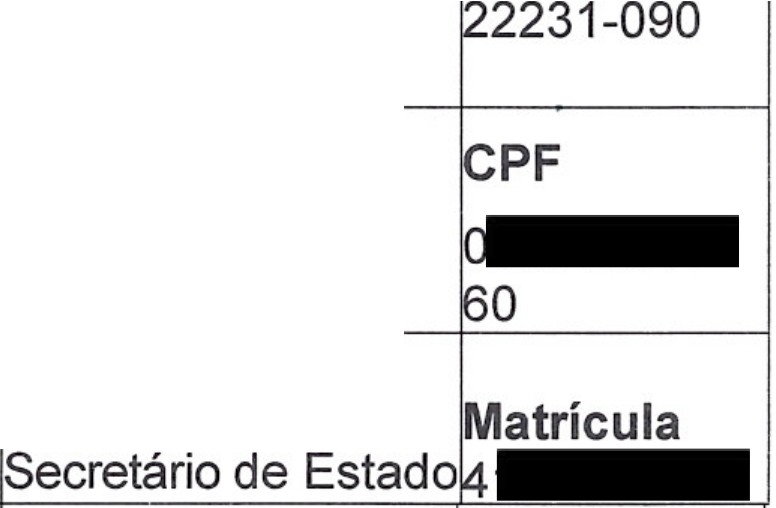 22231-090
CPF
0
60
Matrícula
Secretário de Estado 4